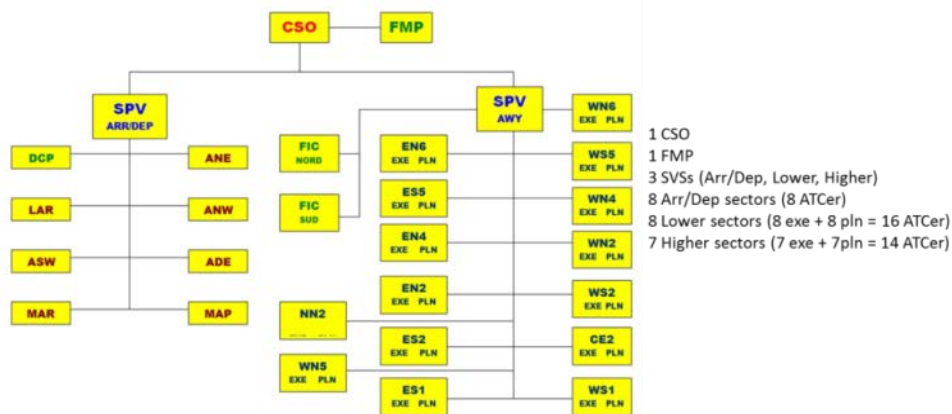 CSO
FMP
SPV
ARR/DEP
SPV
AWY
WN6
EXE PLN
DCP
ANE
FIC
NORD
EN6
EXE PLN
WS5
EXE PLN
LAR
ANW
FIC
SUD
ES5
EXE PLN
WN4
EXE PLN
ASW
ADE
EN4
EXE PLN
WN2
EXE PLN
MAR
MAP
NN2
EN2
EXE PLN
WS2
EXE PLN
WN5
EXE PLN
ES2
EXE PLN
CE2
EXE PLN
ES1
EXE PLN
WS1
EXE PLN
1 CSO
1 FMP
3 SVSs (Arr/Dep, Lower, Higher)
8 Arr/Dep sectors (8 ATCer)
8 Lower sectors (8 exe + 8 pln = 16 ATCer)
7 Higher sectors (7 exe + 7pln = 14 ATCer)